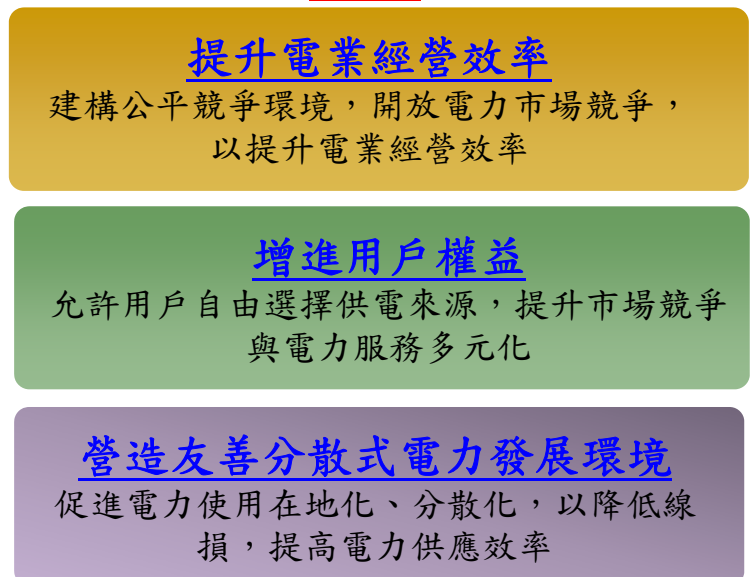 提升電業經營效率
建構公平競爭環境，開放電力市場競爭，
以提升電業經營效率
增進用戶權益
允許用戶自由選擇供電來源，提升市場競爭
與電力服務多元化
營造友善分散式電力發展環境
促進電力使用在地化、分散化，以降低線
損，提高電力供應效率